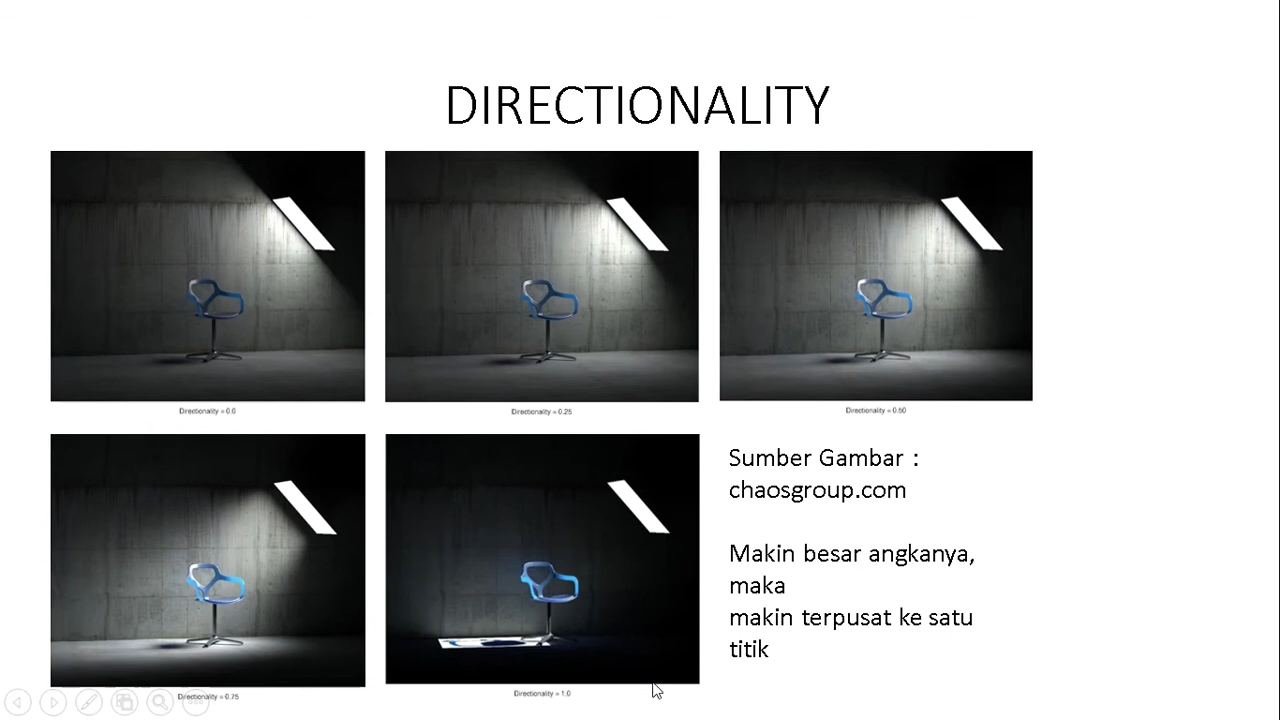 DIRECTIONALITY
Directionality = 0.0
Directionality = 0.25
Directionality = 0.50
Directionality = 0.75
Directionality = 1.0
Sumber Gambar :
chaosgroup.com
Makin besar angkanya,
maka
makin terpusat ke satu
titik